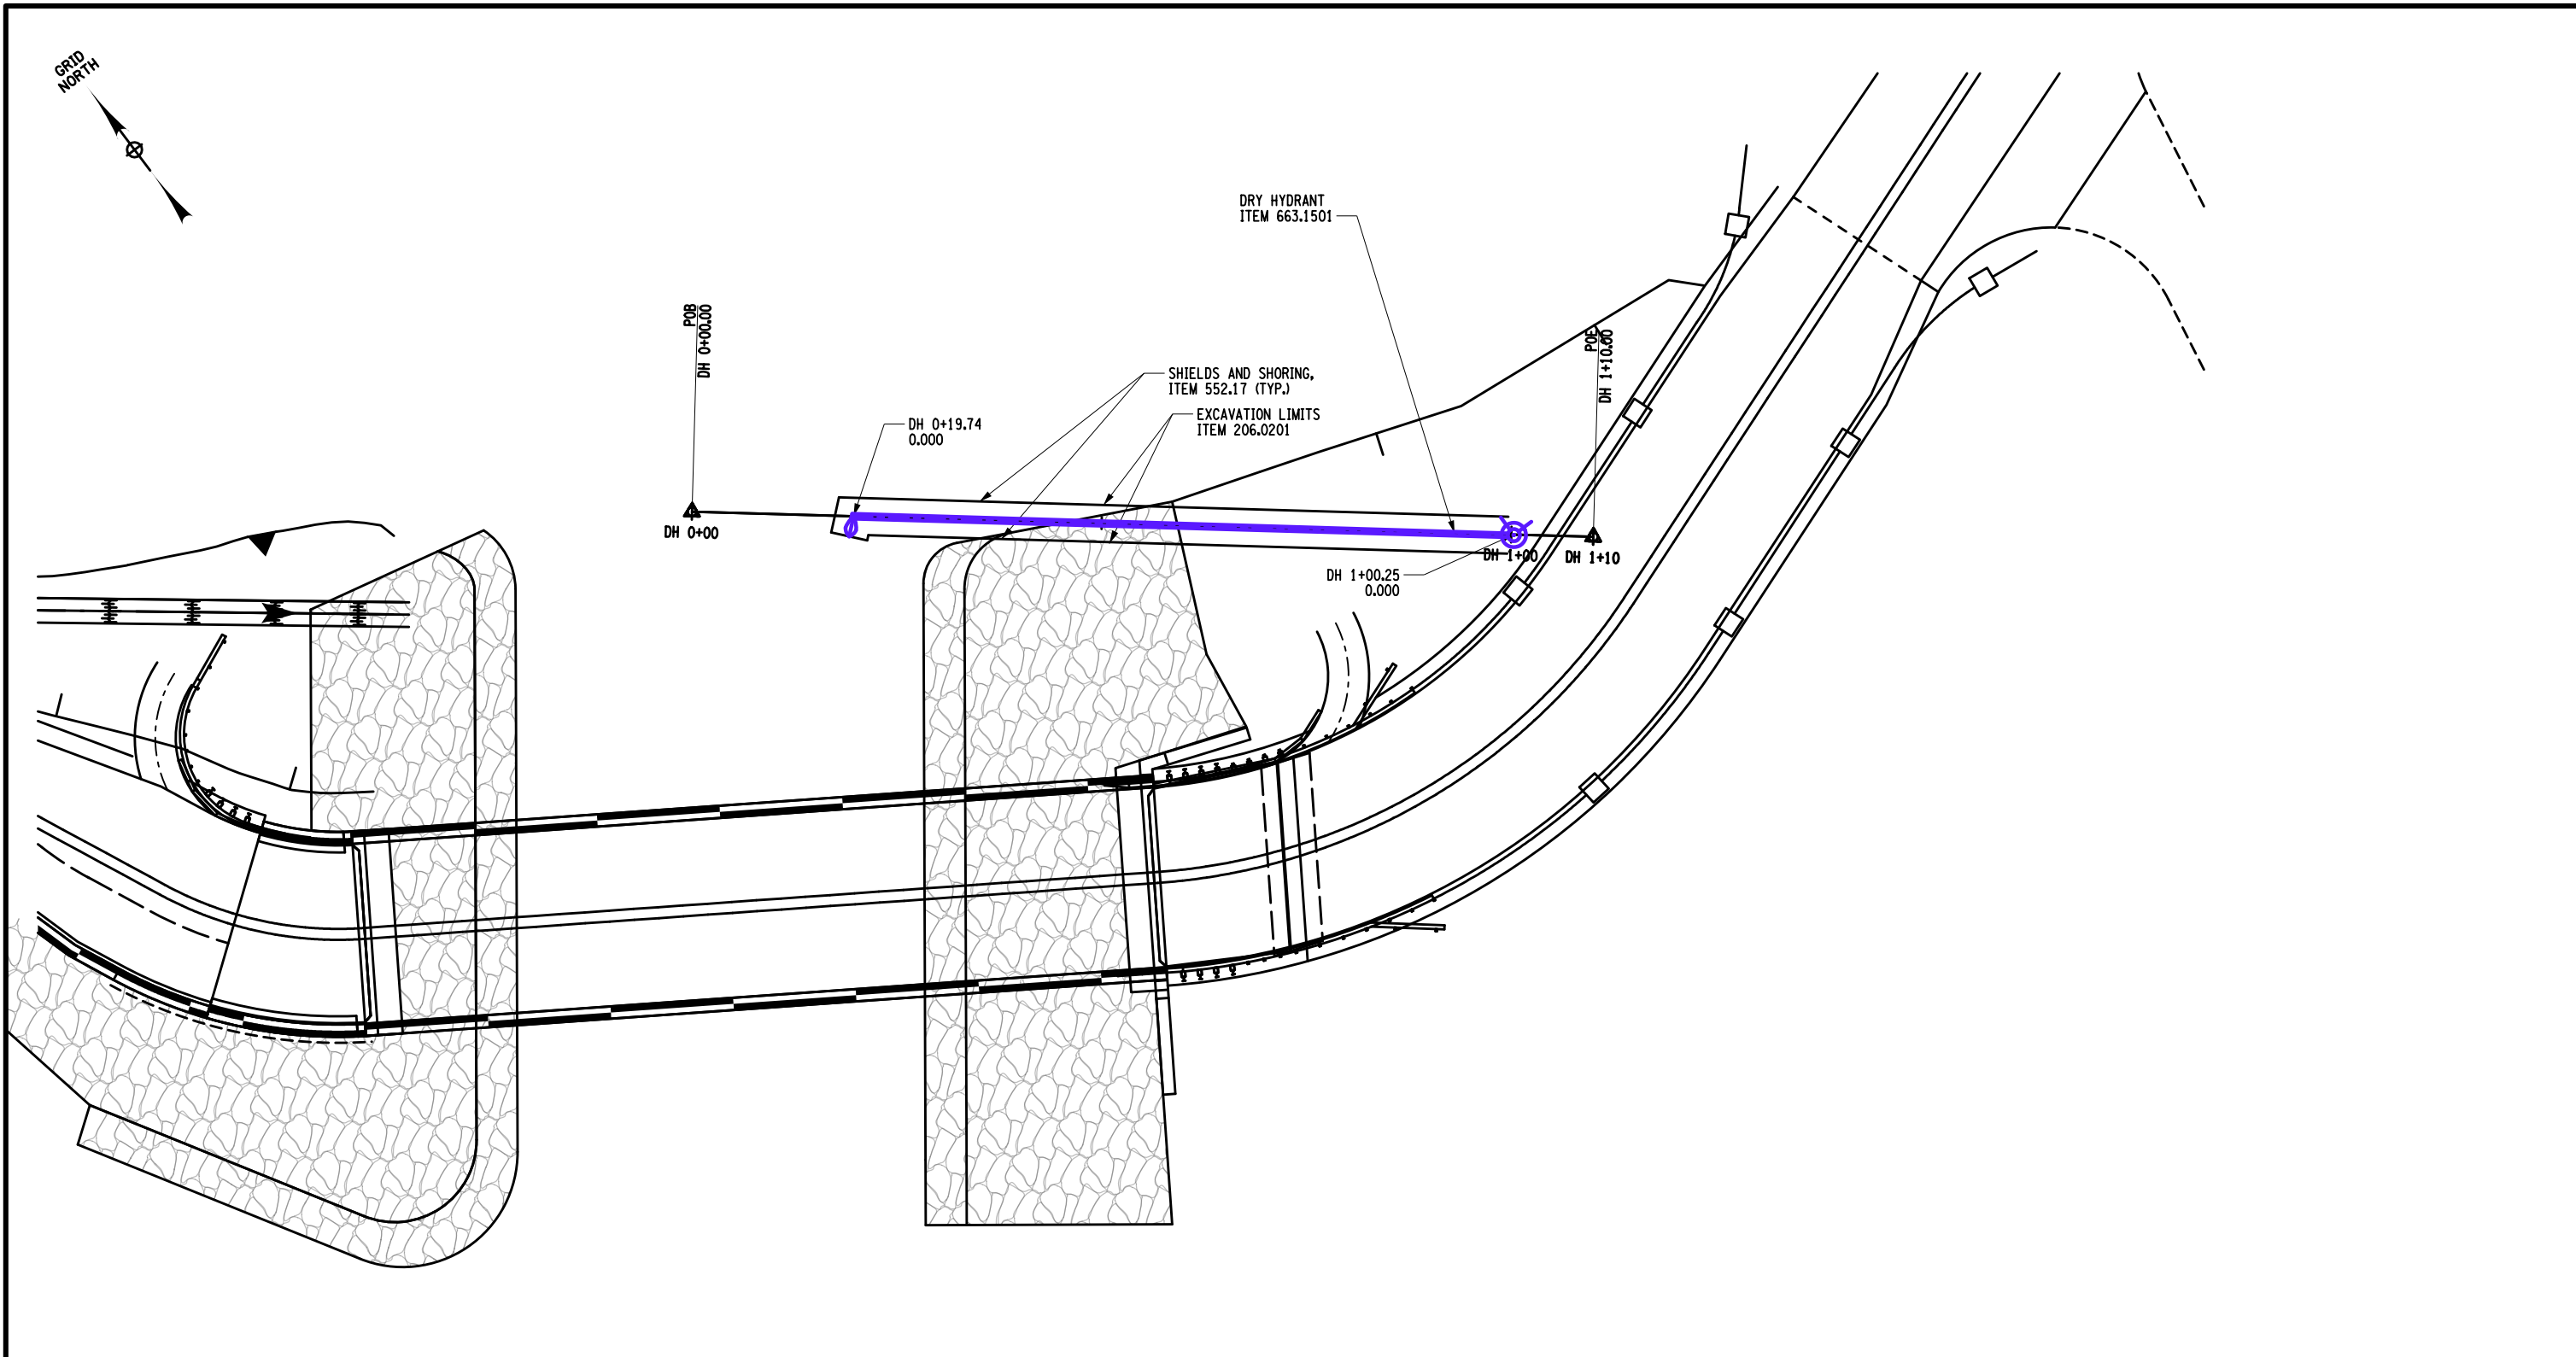 GRID
NORTH
DRY HYDRANT
ITEM 663.1501
POB
DH 0+00.00
POE
DH 1+10.00
SHIELDS AND SHORING,
ITEM 552.17 (TYP.)
EXCAVATION LIMITS
ITEM 206.0201
DH 0+19.74
0.000
DH 0+00
DH 1+00
DH 1+10
DH 1+00.25
0.000